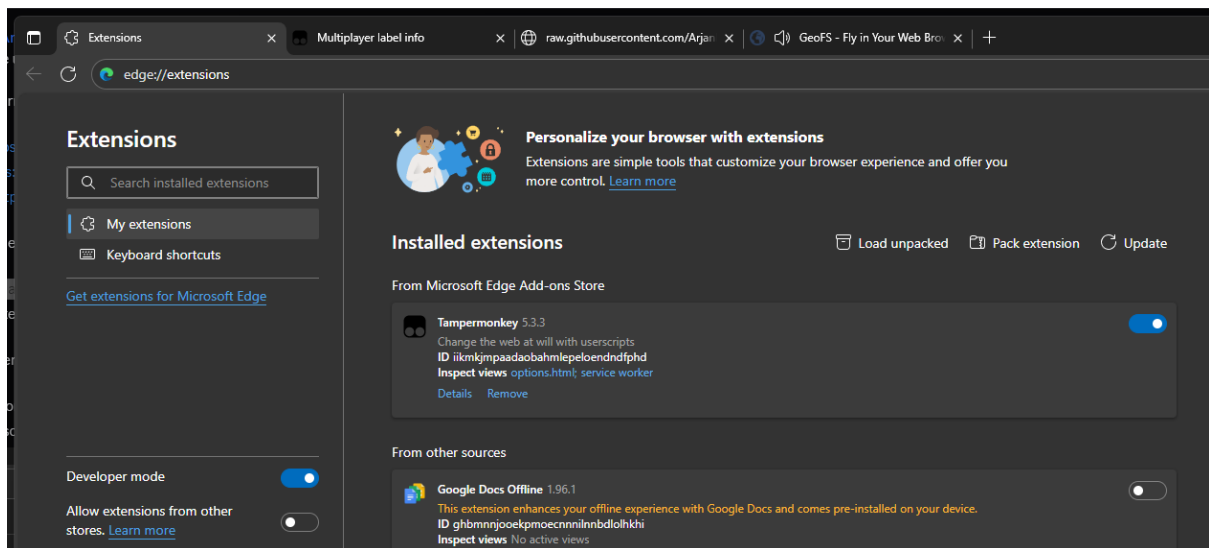 Extensions
Multiplayer label info
raw.githubusercontent.com/Arjan
GeoFS - Fly in Your Web Brow
edge://extensions
Extensions
Search installed extensions
My extensions
Keyboard shortcuts
Get extensions for Microsoft Edge
Developer mode
Allow extensions from other
stores. Learn more
Personalize your browser with extensions
Extensions are simple tools that customize your browser experience and offer you
more control. Learn more
Installed extensions
Load unpacked
Pack extension
Update
From Microsoft Edge Add-ons Store
Tampermonkey 5.3.3
Change the web at will with userscripts
ID iikmkjmpaadaobahmlepeloendndfphd
Inspect views options.html; service worker
Details Remove
From other sources
Google Docs Offline 1.96.1
This extension enhances your offline experience with Google Docs and comes pre-installed on your device.
ID ghbmnnjooekpmoecnnnilnnbdlolhkhi
Inspect views No active views